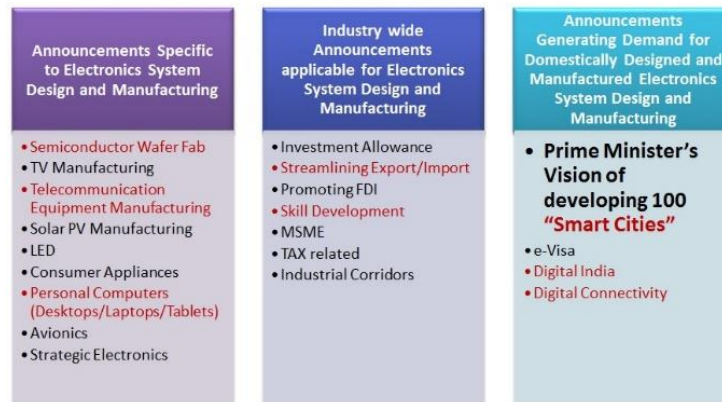 Announcements Specific
to Electronics System
Design and Manufacturing
• Semiconductor Wafer Fab
• TV Manufacturing
• Telecommunication
Equipment Manufacturing
• Solar PV Manufacturing
• LED
• Consumer Appliances
• Personal Computers
(Desktops/Laptops/Tablets)
• Avionics
• Strategic Electronics
Industry wide
Announcements
applicable for Electronics
System Design and
Manufacturing
• Investment Allowance
• Streamlining Export/Import
• Promoting FDI
• Skill Development
• MSME
• TAX related
• Industrial Corridors
Announcements
Generating Demand for
Domestically Designed and
Manufactured Electronics
System Design and
Manufacturing
• Prime Minister's
Vision of
developing 100
"Smart Cities"
• e-Visa
• Digital India
• Digital Connectivity